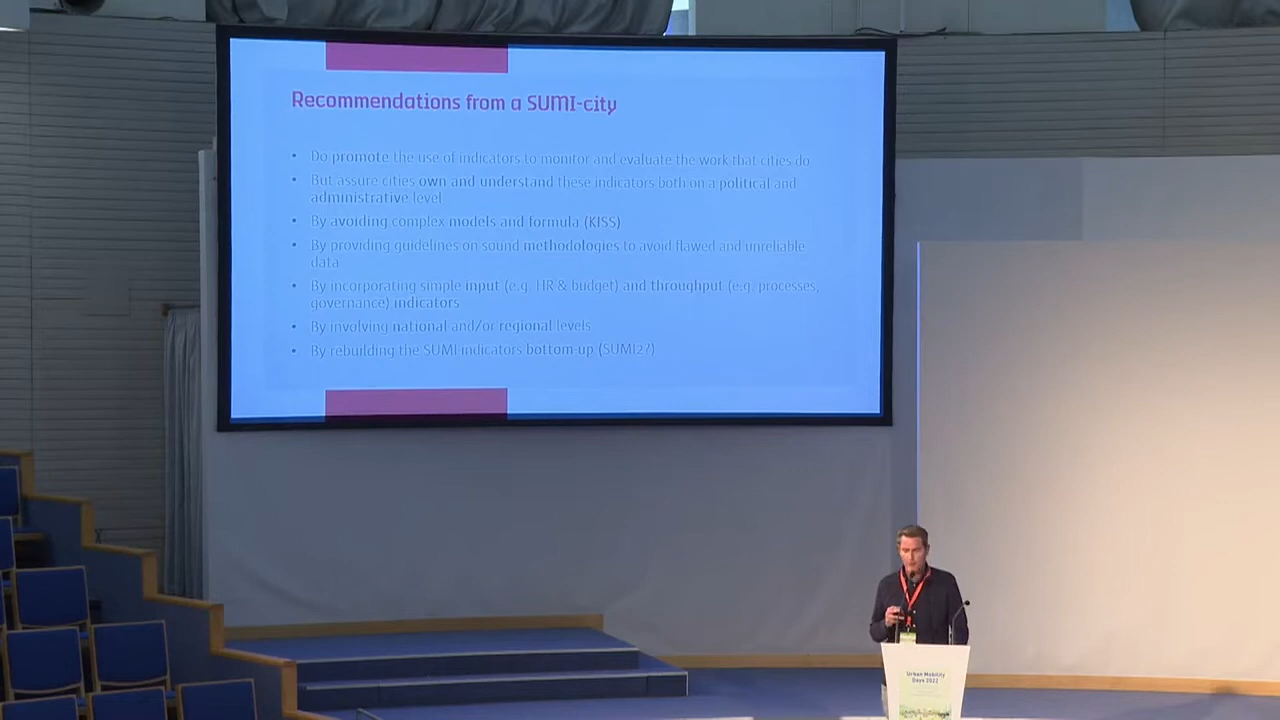 Recommendations from a SUMI-city
• Do promote the use of indicators to monitor and evaluate the work that cities do
• But assure cities own and understand these indicators both on a political and
administrative level
• By avoiding complex models and formula (KISS)
• By providing guidelines on sound methodologies to avoid flawed and unreliable
data
• By incorporating simple input (e.g. HR & budget) and throughput (e.g. processes,
governance) indicators
• By involving national and/or regional levels
• By rebuilding the SUMI indicators bottom-up (SUMI2?)
Urban Mobility
Days 2022